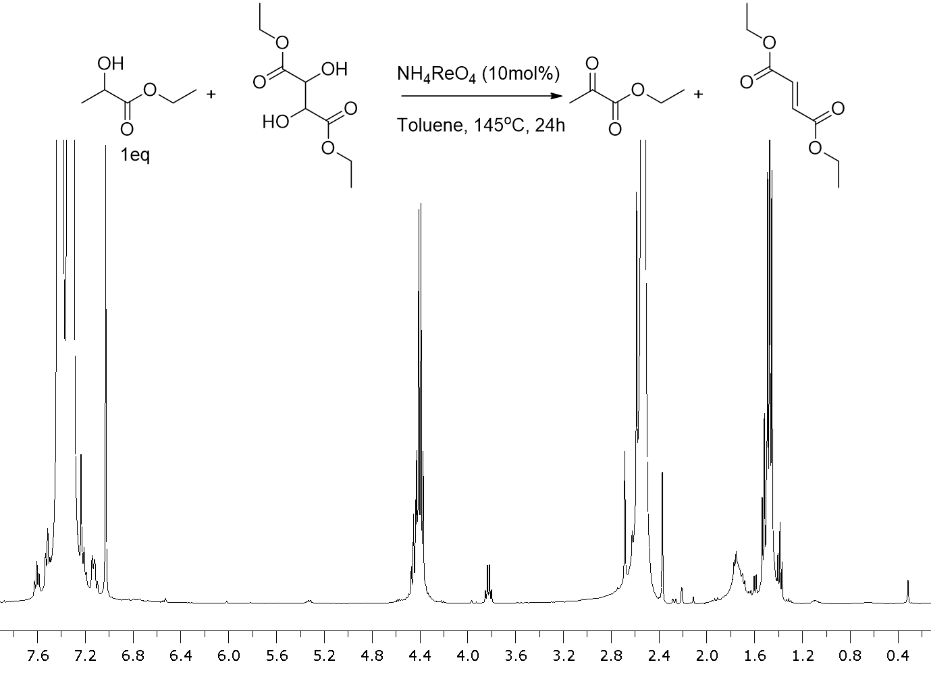 OH
O
O
+
1eq
O
O
OH
HO
O
O
NH₄ReO₄ (10mol%)
Toluene, 145ºC, 24h
O
O
O
+
O
O
O
O
7.6 7.2 6.8 6.4 6.0 5.6 5.2 4.8 4.4 4.0 3.6 3.2 2.8 2.4 2.0 1.6 1.2 0.8 0.4